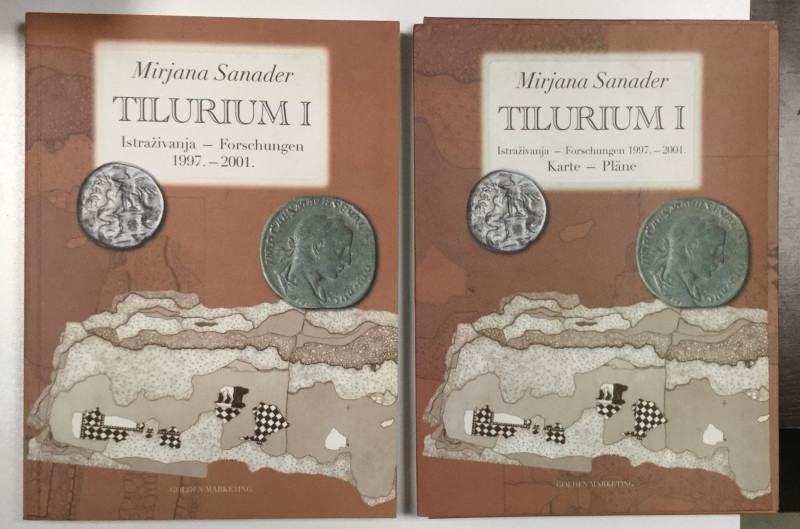 Mirjana Sanader
TILURIUM I
Istraživanja – Forschungen
1997. – 2001.
GOLDEN MARKETING
Mirjana Sanader
TILURIUM I
Istraživanja – Forschungen 1997. – 2001.
Karte – Pläne
GOLDEN MARKETING